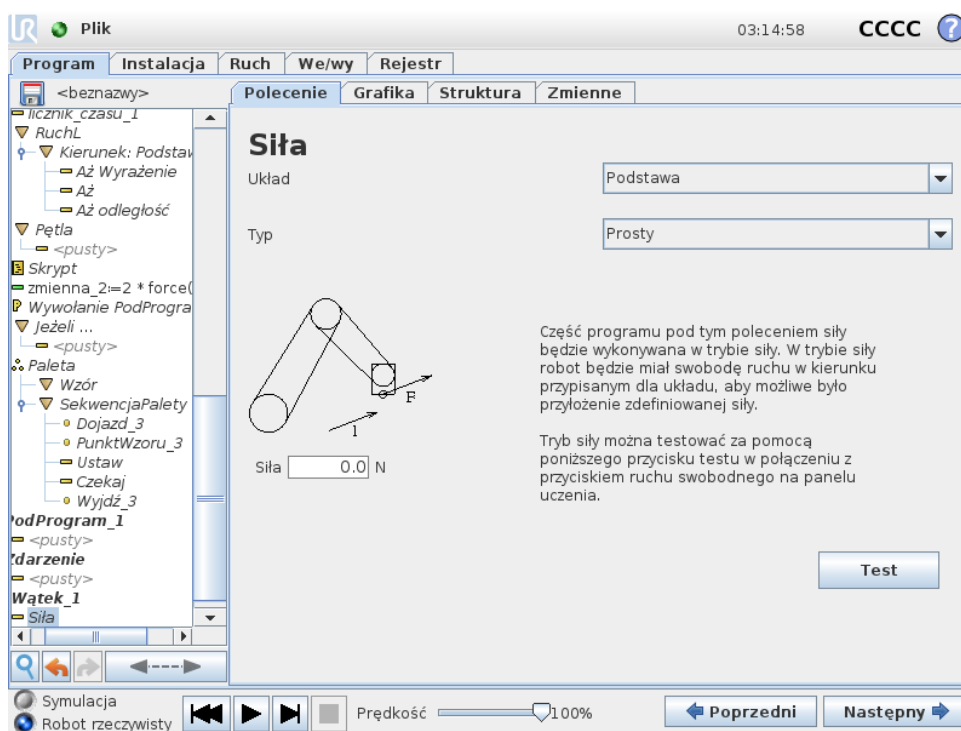 UR Plik 03:14:58 CCCC ?
Program Instalacja Ruch We/wy Rejestr
<beznazwy>
Polecenie Grafika Struktura Zmienne
licznik_czasu_1
RuchL
Kierunek: Podstaw
Aż Wyrażenie
Aż
Aż odległość
Pętla
<pusty>
Skrypt
zmienna_2:=2 * force(
Wywołanie PodProgra
Jeżeli ...
<pusty>
Paleta
Wzór
SekwencjaPalety
Dojazd_3
PunktWzoru_3
Ustaw
Czekaj
Wyjdź_3
PodProgram_1
<pusty>
Zdarzenie
<pusty>
Wątek_1
Siła
Siła
Układ Podstawa
Typ Prosty
F
1
Siła 0.0 N
Część programu pod tym poleceniem siły
będzie wykonywana w trybie siły. W trybie siły
robot będzie miał swobodę ruchu w kierunku
przypisanym dla układu, aby możliwe było
przyłożenie zdefiniowanej siły.
Tryb siły można testować za pomocą
poniższego przycisku testu w połączeniu z
przyciskiem ruchu swobodnego na panelu
uczenia.
Test
Symulacja
Robot rzeczywisty
Prędkość 100%
Poprzedni Następny